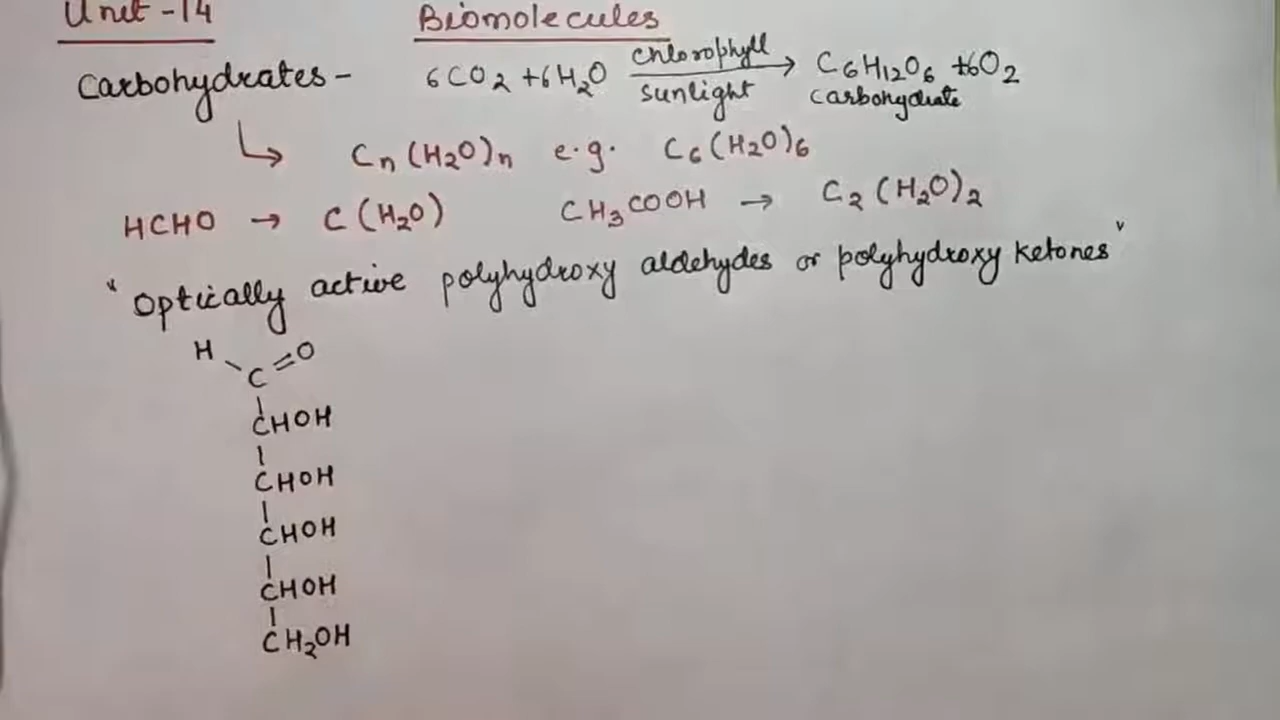 Unit -14 Biomolecules
Carbohydrates - 6CO2 +6H2O chlorophyll sunlight → C6H12O6 +6O2
carbohydrate
↳ Cn(H2O)n e.g. C6(H2O)6
HCHO → C(H2O) CH3COOH → C2(H2O)2
"Optically active polyhydroxy aldehydes or polyhydroxy ketones"
H C=O
CHOH
CHOH
CHOH
CHOH
CH2OH